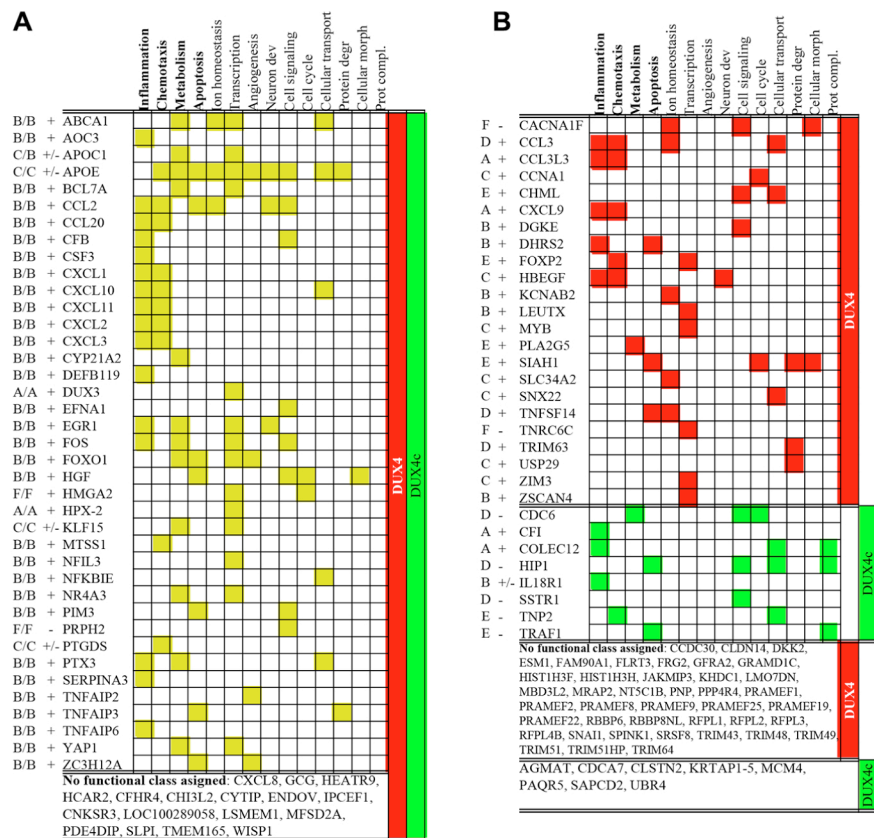 A
Inflammation
Chemotaxis
Metabolism
Apoptosis
Ion homeostasis
Transcription
Angiogenesis
Neuron dev
Cell signaling
Cell cycle
Cellular transport
Protein degr
Cellular morph
Prot compl.
B/B + ABCA1
B/B + AOC3
C/B +/- APOC1
C/C +/- APOE
B/B + BCL7A
B/B + CCL2
B/B + CCL20
B/B + CFB
B/B + CSF3
B/B + CXCL1
B/B + CXCL10
B/B + CXCL11
B/B + CXCL2
B/B + CXCL3
B/B + CYP21A2
B/B + DEFB119
A/A + DUX3
B/B + EFNA1
B/B + EGR1
B/B + FOS
B/B + FOXO1
B/B + HGF
F/F + HMGA2
A/A + HPX-2
C/C +/- KLF15
B/B + MTSS1
B/B + NFIL3
B/B + NFKBIE
B/B + NR4A3
B/B + PIM3
F/F - PRPH2
C/C +/- PTGDS
B/B + PTX3
B/B + SERPINA3
B/B + TNFAIP2
B/B + TNFAIP3
B/B + TNFAIP6
B/B + YAP1
B/B + ZC3H12A
No functional class assigned: CXCL8, GCG, HEATR9,
HCAR2, CFHR4, CHI3L2, CYTIP, ENDOV, IPCEF1,
CNKSR3, LOC100289058, LSMEM1, MFSD2A,
PDE4DIP, SLPI, TMEM165, WISP1
DUX4
DUX4c
B
Inflammation
Chemotaxis
Metabolism
Apoptosis
Ion homeostasis
Transcription
Angiogenesis
Neuron dev
Cell signaling
Cell cycle
Cellular transport
Protein degr
Cellular morph
Prot compl.
F - CACNA1F
D + CCL3
A + CCL3L3
C + CCNA1
E + CHML
A + CXCL9
B + DGKE
B + DHRS2
E + FOXP2
C + HBEGF
B + KCNAB2
B + LEUTX
C + MYB
E + PLA2G5
E + SIAH1
C + SLC34A2
C + SNX22
D + TNFSF14
F - TNRC6C
D + TRIM63
C + USP29
C + ZIM3
B + ZSCAN4
DUX4
D - CDC6
A + CFI
A + COLEC12
D - HIP1
B +/- IL18R1
D - SSTR1
E - TNP2
E - TRAF1
DUX4c
No functional class assigned: CCDC30, CLDN14, DKK2,
ESM1, FAM90A1, FLRT3, FRG2, GFRA2, GRAMD1C,
HIST1H3F, HIST1H3H, JAKMIP3, KHDC1, LMO7DN,
MBD3L2, MRAP2, NT5C1B, PNP, PPP4R4, PRAMEF1,
PRAMEF2, PRAMEF8, PRAMEF9, PRAMEF25, PRAMEF19,
PRAMEF22, RBBP6, RBBP8NL, RFPL1, RFPL2, RFPL3,
RFPL4B, SNAI1, SPINK1, SRSF8, TRIM43, TRIM48, TRIM49,
TRIM51, TRIM51HP, TRIM64
DUX4
AGMAT, CDCA7, CLSTN2, KRTAP1-5, MCM4,
PAQR5, SAPCD2, UBR4
DUX4c